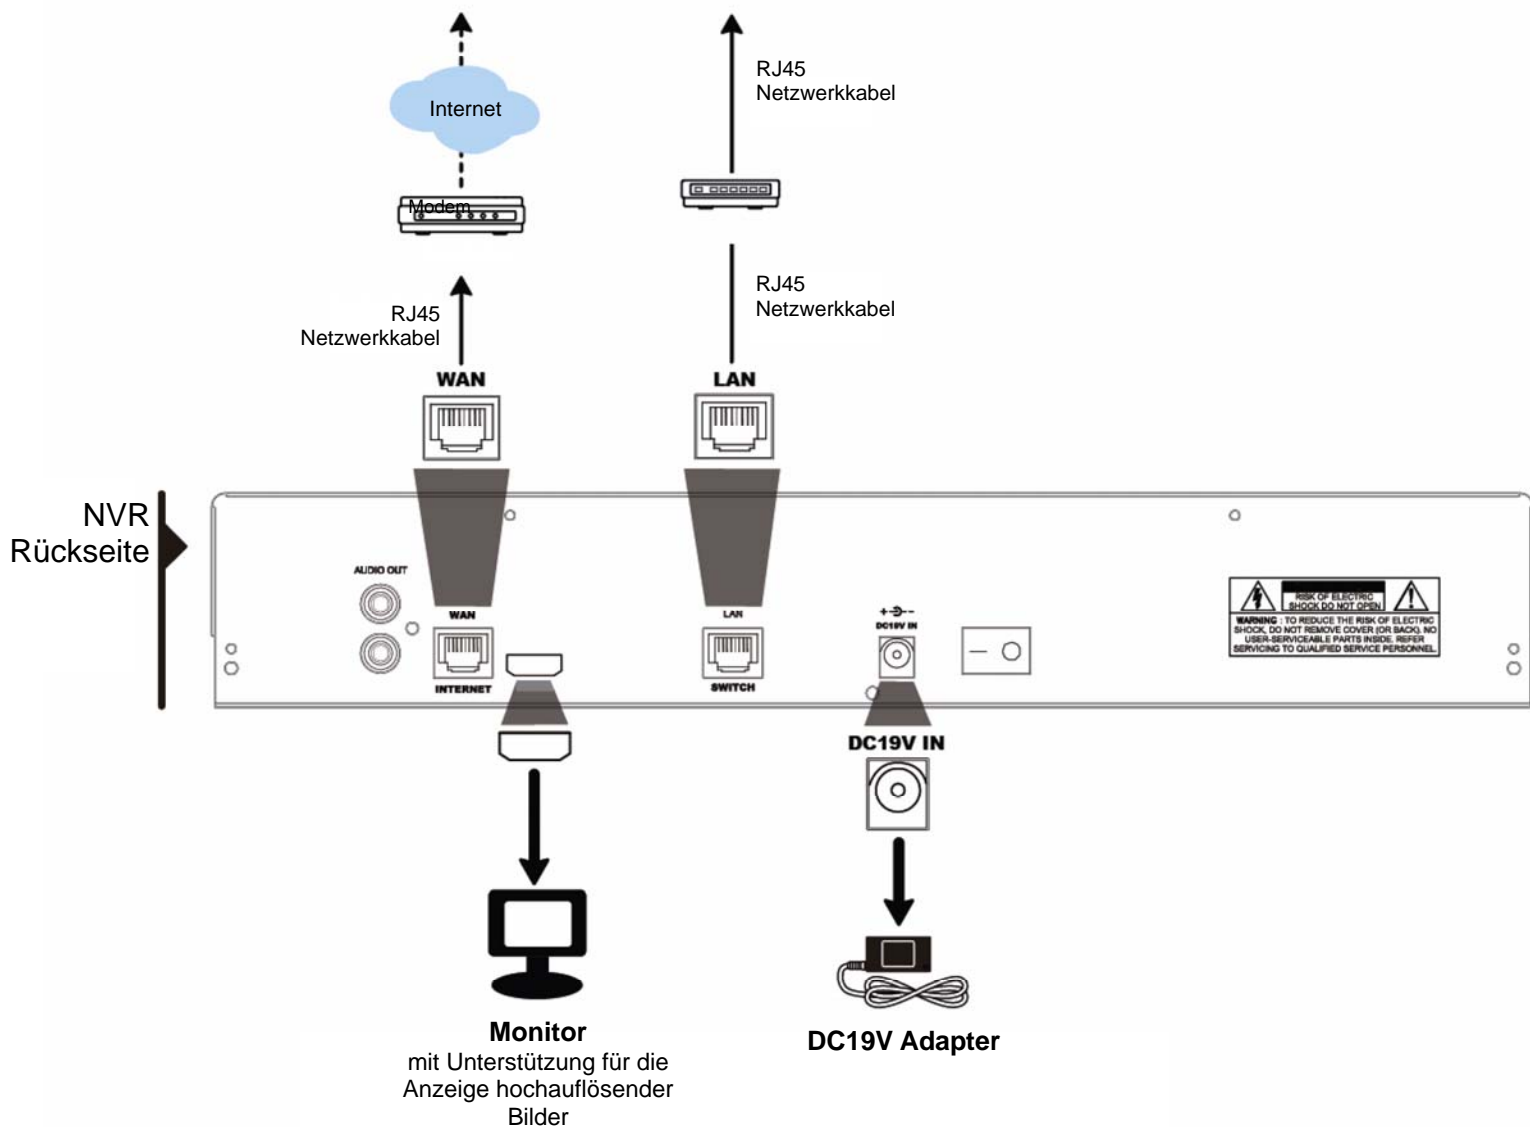 Internet
RJ45
Netzwerkkabel
Modem
RJ45
Netzwerkkabel
RJ45
Netzwerkkabel
WAN
LAN
NVR
Rückseite
AUDIO OUT
WAN
INTERNET
LAN
SWITCH
DC19V IN
RISK OF ELECTRIC
SHOCK DO NOT OPEN
WARNING : TO REDUCE THE RISK OF ELECTRIC
SHOCK, DO NOT REMOVE COVER (OR BACK). NO
USER-SERVICEABLE PARTS INSIDE. REFER
SERVICING TO QUALIFIED SERVICE PERSONNEL.
DC19V IN
Monitor
mit Unterstützung für die
Anzeige hochauflösender
Bilder
DC19V Adapter